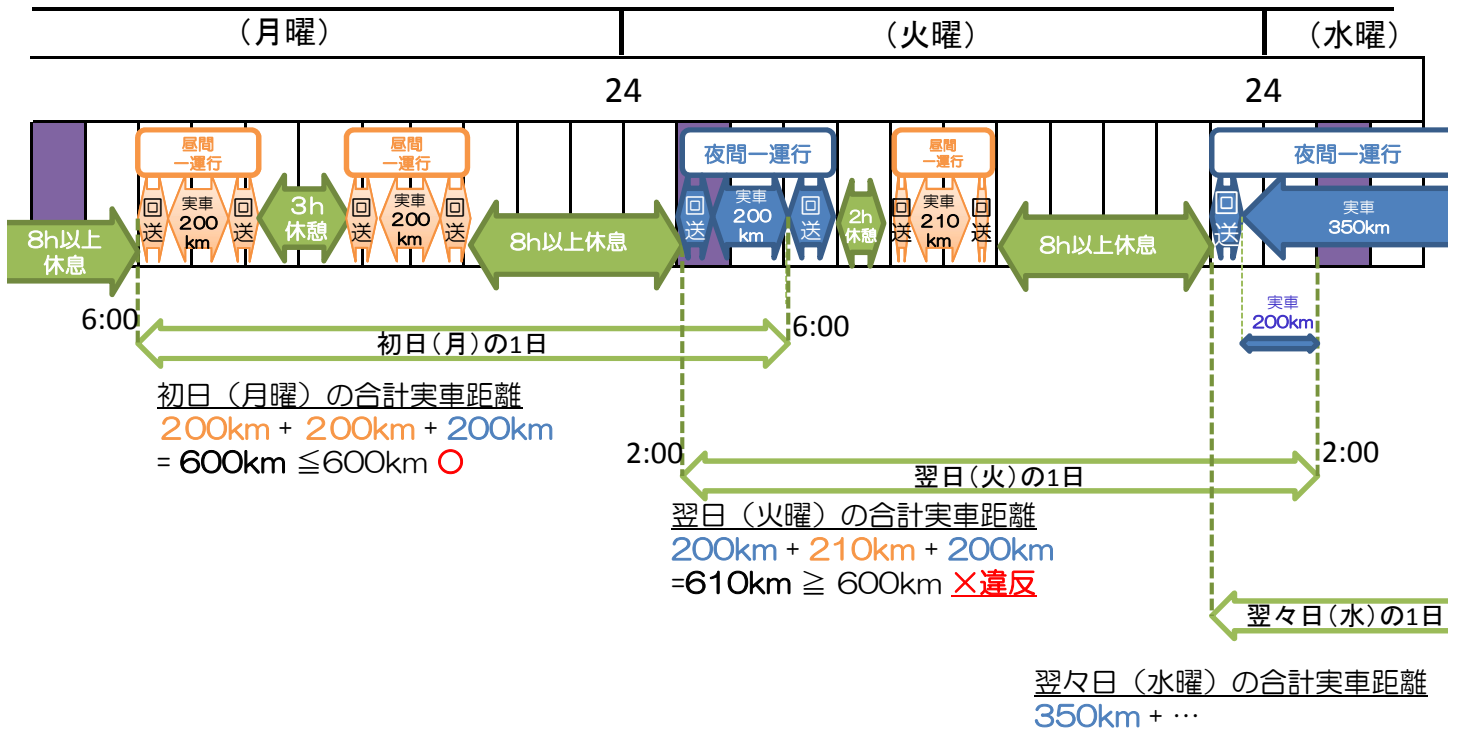 （月曜）
（火曜）
（水曜）
24
24
昼間
一運行
昼間
一運行
夜間一運行
昼間
一運行
夜間一運行
8h以上
休息
回送
実車
200
km
回送
3h
休憩
回送
実車
200
km
回送
8h以上休息
回送
実車
200
km
回送
2h
休憩
回送
実車
210
km
回送
8h以上休息
回送
実車
350km
実車
200km
6:00
6:00
初日（月）の1日
初日（月曜）の合計実車距離
200km + 200km + 200km
= 600km ≦600km ○
2:00
2:00
翌日（火）の1日
翌日（火曜）の合計実車距離
200km + 210km + 200km
=610km ≧ 600km ×違反
翌々日（水）の1日
翌々日（水曜）の合計実車距離
350km + …